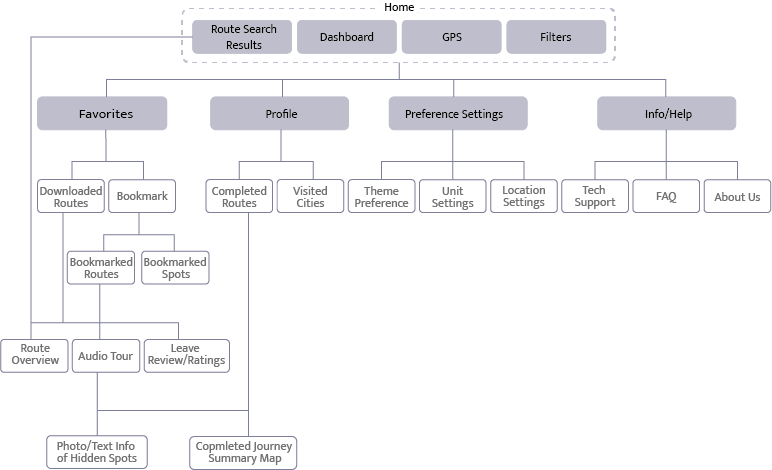 Home
Route Search
Results
Dashboard
GPS
Filters
Favorites
Profile
Preference Settings
Info/Help
Downloaded
Routes
Bookmark
Completed
Routes
Visited
Cities
Theme
Preference
Unit
Settings
Location
Settings
Tech
Support
FAQ
About Us
Bookmarked
Routes
Bookmarked
Spots
Route
Overview
Audio Tour
Leave
Review/Ratings
Photo/Text Info
of Hidden Spots
Copmleted Journey
Summary Map